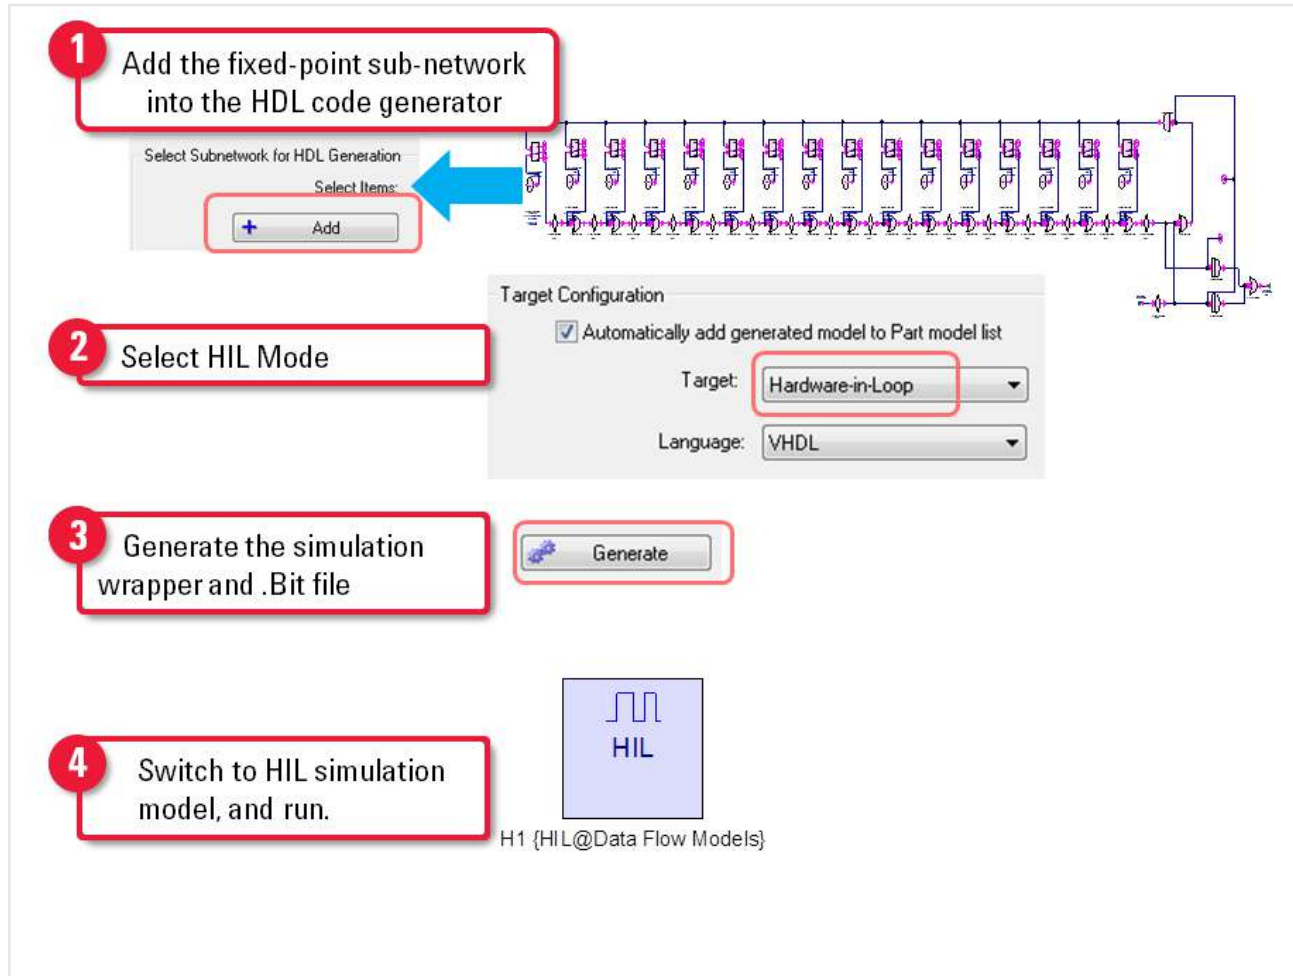 1
Add the fixed-point sub-network
into the HDL code generator
Select Subnetwork for HDL Generation
Select Items:
+ Add
2
Select HIL Mode
Target Configuration
Automatically add generated model to Part model list
Target: Hardware-in-Loop
Language: VHDL
3
Generate the simulation
wrapper and .Bit file
Generate
4
Switch to HIL simulation
model, and run.
HIL
H1 {HIL@Data Flow Models}